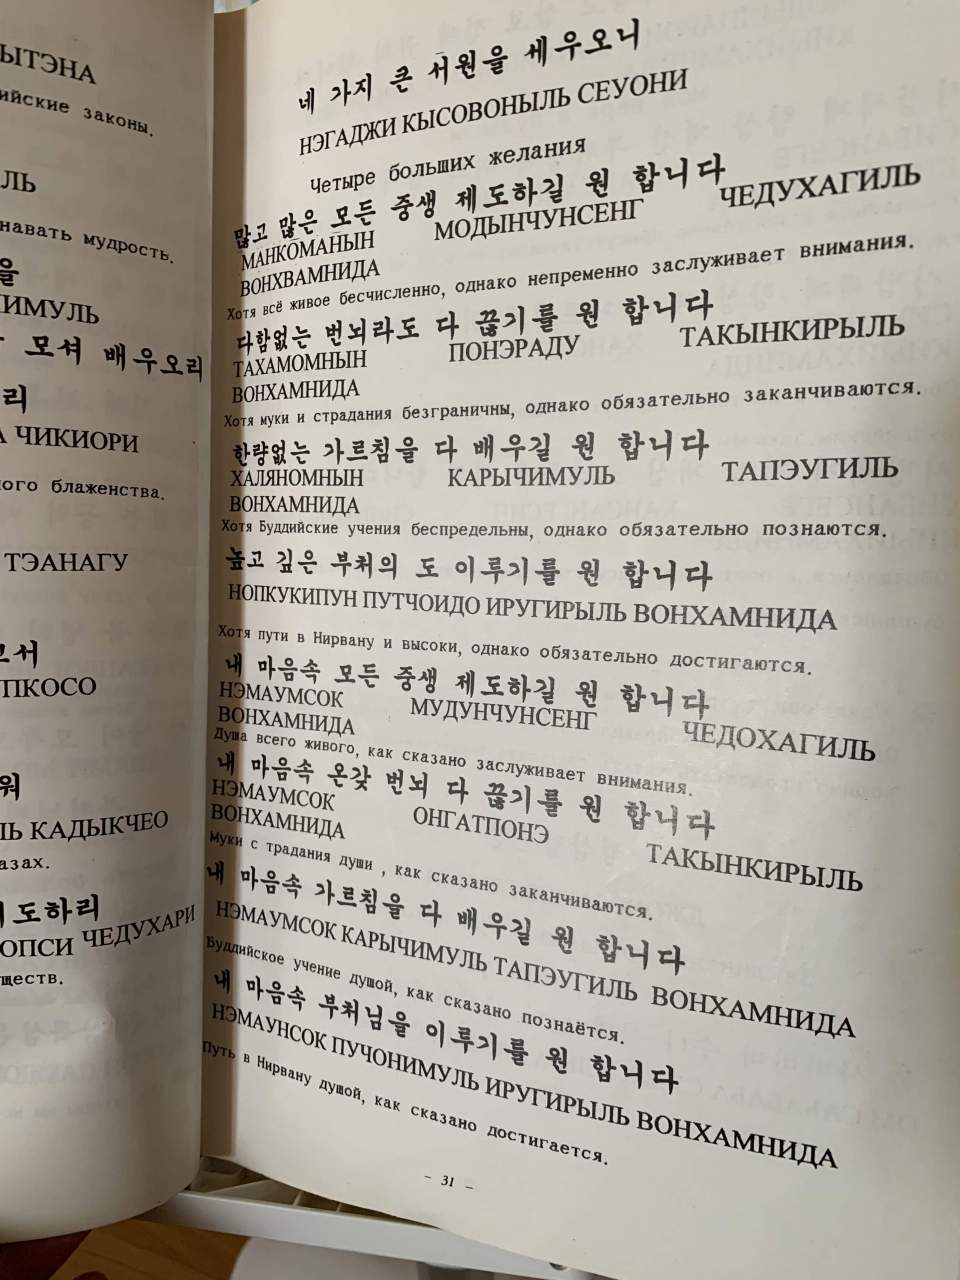 ЫТЭНА
ийские законы.
ЛЬ
навать мудрость.
을
ИМУЛЬ
모셔 배우오리
리
А ЧИКИОРИ
ного блаженства.
ТЭАНАГУ
고서
ПКОСО
워
ЛЬ КАДЫКЧЕО
азах.
도하리
ОПСИ ЧЕДУХАРИ
ществ.
네 가지 큰 서원을 세우오니
НЭГАДЖИ КЫСОВОНЫЛЬ СЕУОНИ
Четыре больших желания
많고 많은 모든 중생 제도하길 원 합니다
МАНКОМАНЫН МОДЫНЧУНСЕНГ ЧЕДУХАГИЛЬ
ВОНХВАМНИДА
Хотя всё живое бесчисленно, однако непременно заслуживает внимания.
다함없는 번뇌라도 다 끊기를 원 합니다
ТАХАМОМНЫН ПОНЭРАДУ ТАКЫНКИРЫЛЬ
ВОНХАМНИДА
Хотя муки и страдания безграничны, однако обязательно заканчиваются.
한량없는 가르침을 다 배우길 원 합니다
ХАЛЯНОМНЫН КАРЫЧИМУЛЬ ТАПЭУГИЛЬ
ВОНХАМНИДА
Хотя Буддийские учения беспредельны, однако обязательно познаются.
높고 깊은 부처의 도 이루기를 원 합니다
НОПКУКИПУН ПУТЧОИДО ИРУГИРЫЛЬ ВОНХАМНИДА
Хотя пути в Нирвану и высоки, однако обязательно достигаются.
내 마음속 모든 중생 제도하길 원 합니다
НЭМАУМСОК МУДУНЧУНСЕНГ ЧЕДОХАГИЛЬ
ВОНХАМНИДА
Душа всего живого, как сказано заслуживает внимания.
내 마음속 온갖 번뇌 다 끊기를 원 합니다
НЭМАУМСОК ОНГАТПОНЭ ТАКЫНКИРЫЛЬ
ВОНХАМНИДА
Муки с традания души , как сказано заканчиваются.
내 마음속 가르침을 다 배우길 원 합니다
НЭМАУМСОК КАРЫЧИМУЛЬ ТАПЭУГИЛЬ ВОНХАМНИДА
Буддийское учение душой, как сказано познаётся.
내 마음속 부처님을 이루기를 원 합니다
НЭМАУНСОК ПУЧОНИМУЛЬ ИРУГИРЫЛЬ ВОНХАМНИДА
Путь в Нирвану душой, как сказано достигается.
– 31 –